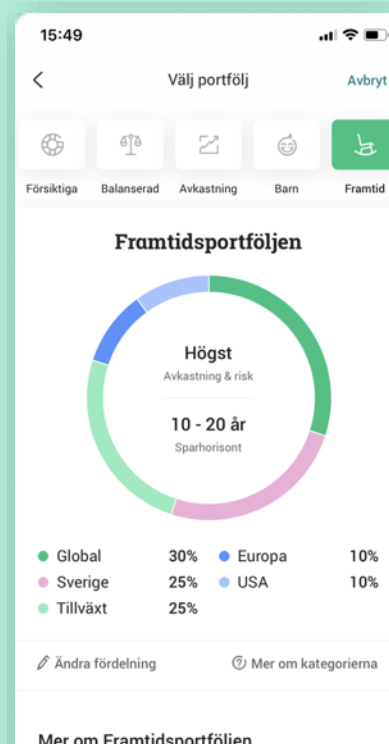 15:49
Välj portfölj Avbryt
Försiktiga Balanserad Avkastning Barn Framtid
Framtidsportföljen
Högst
Avkastning & risk
10 - 20 år
Sparhorisont
Global 30% Europa 10%
Sverige 25% USA 10%
Tillväxt 25%
Ändra fördelning Mer om kategorierna
Mer om Framtidsportföljen